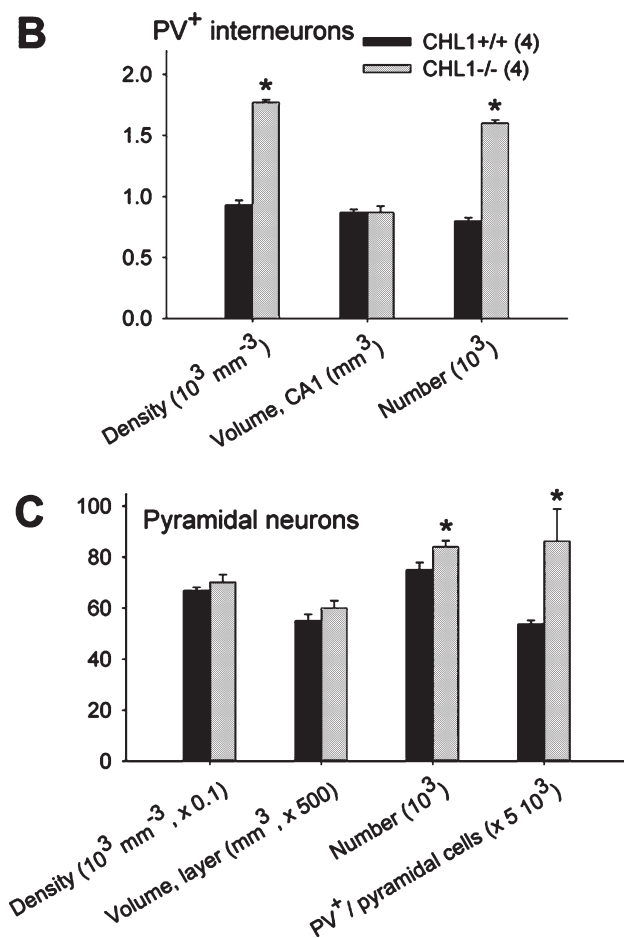 B
PV⁺ interneurons
CHL1+/+ (4)
CHL1-/- (4)
2.0
1.5
1.0
0.5
0.0
*
*
Density (10³ mm⁻³)
Volume, CA1 (mm³)
Number (10³)
C
Pyramidal neurons
100
80
60
40
20
0
*
*
Density (10³ mm⁻³, x 0.1)
Volume, layer (mm³, x 500)
Number (10³)
PV⁺/ pyramidal cells (x 5 10³)